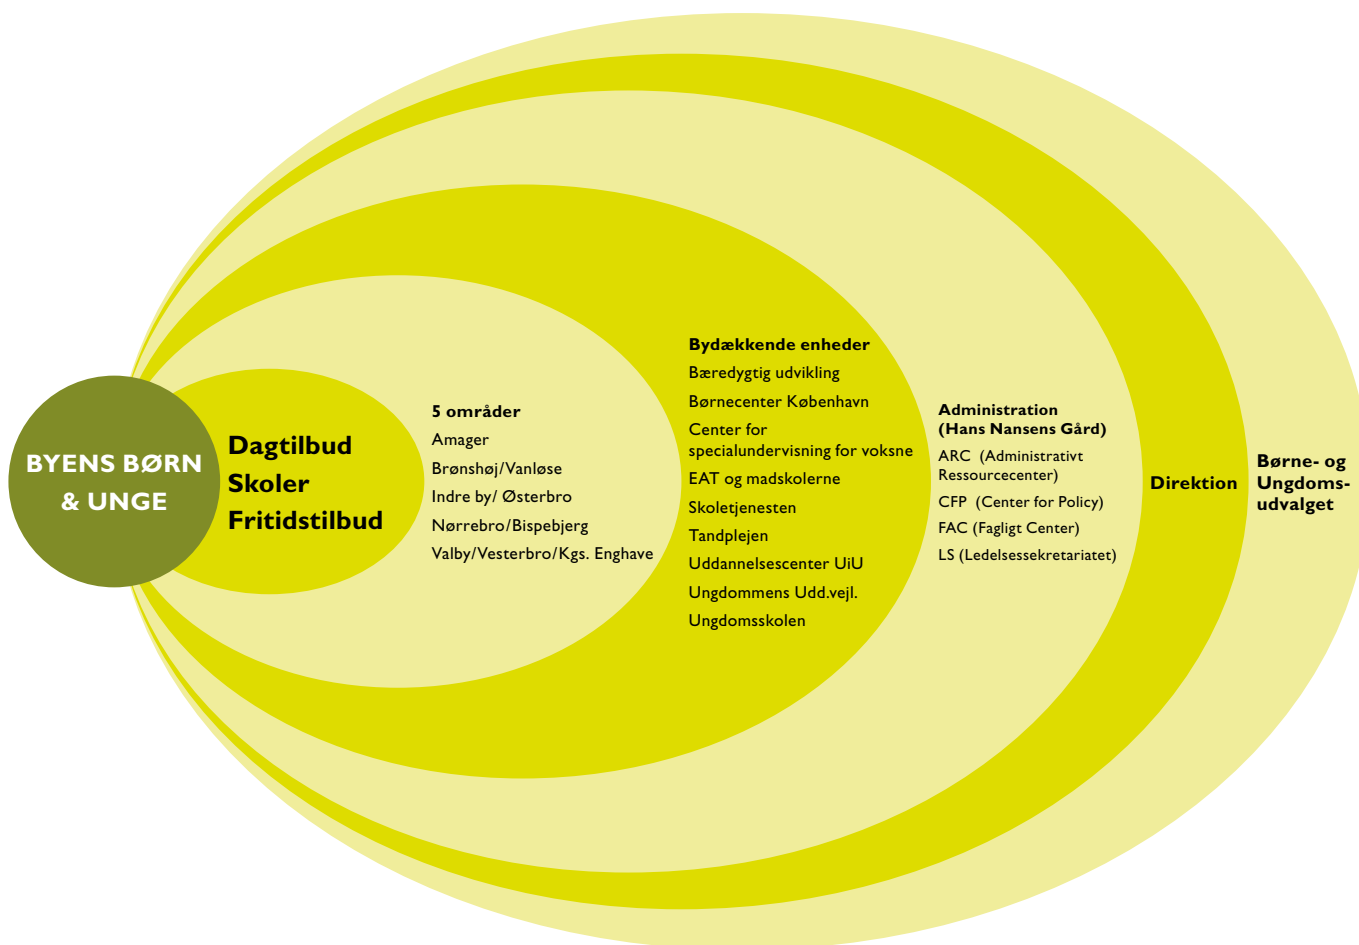 BYENS BØRN
& UNGE
Dagtilbud
Skoler
Fritidstilbud
5 områder
Amager
Brønshøj/Vanløse
Indre by/ Østerbro
Nørrebro/Bispebjerg
Valby/Vesterbro/Kgs. Enghave
Bydækkende enheder
Bæredygtig udvikling
Børnecenter København
Center for
specialundervisning for voksne
EAT og madskolerne
Skoletjenesten
Tandplejen
Uddannelsescenter UiU
Ungdommens Udd.vejl.
Ungdomsskolen
Administration
(Hans Nansens Gård)
ARC (Administrativt
Ressourcecenter)
CFP (Center for Policy)
FAC (Fagligt Center)
LS (Ledelsessekretariatet)
Direktion
Børne- og
Ungdoms-
udvalget